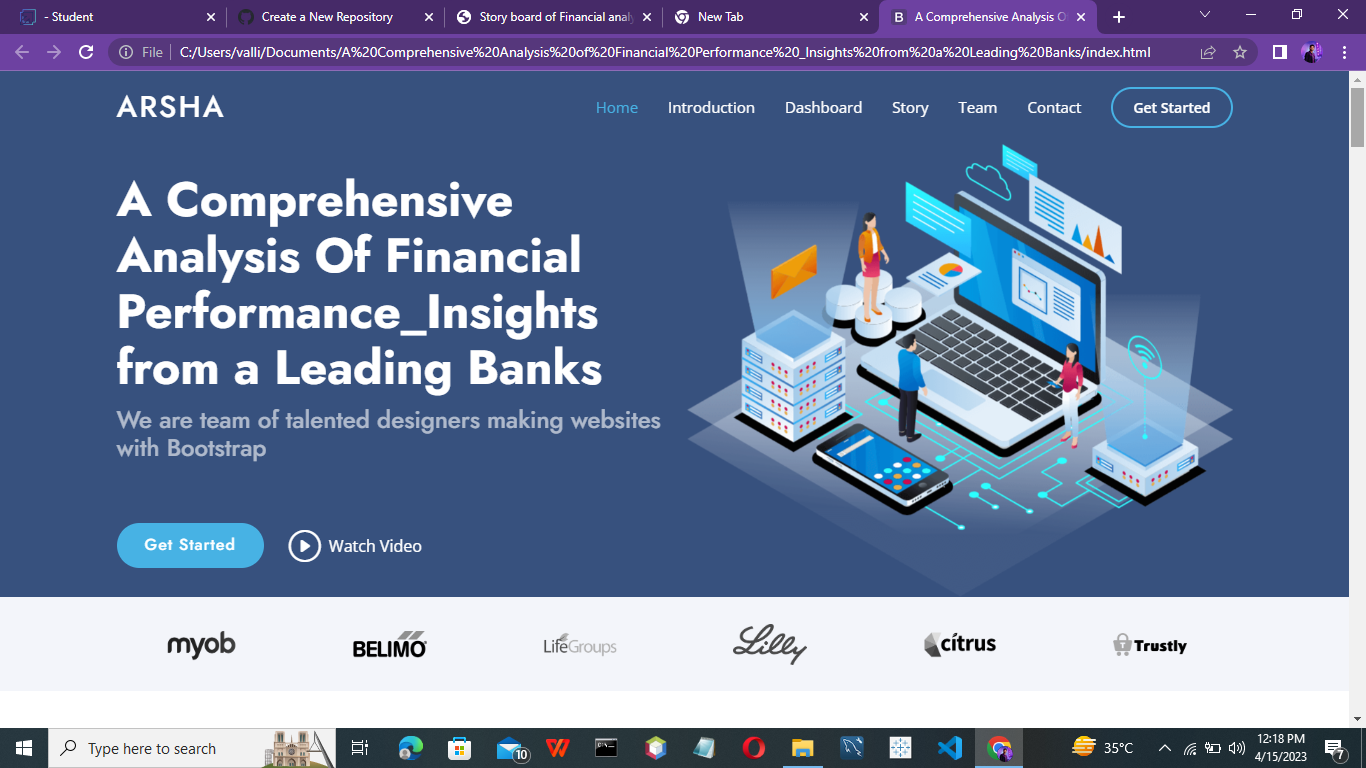 - Student
Create a New Repository
Story board of Financial analy
New Tab
A Comprehensive Analysis O
File
C:/Users/valli/Documents/A%20Comprehensive%20Analysis%20of%20Financial%20Performance%20_Insights%20from%20a%20Leading%20Banks/index.html
ARSHA
Home
Introduction
Dashboard
Story
Team
Contact
Get Started
A Comprehensive
Analysis Of Financial
Performance_Insights
from a Leading Banks
We are team of talented designers making websites
with Bootstrap
Get Started
Watch Video
myob
BELIMO
LifeGroups
Lilly
citrus
Trustly
Type here to search
10
35°C
12:18 PM
4/15/2023
7